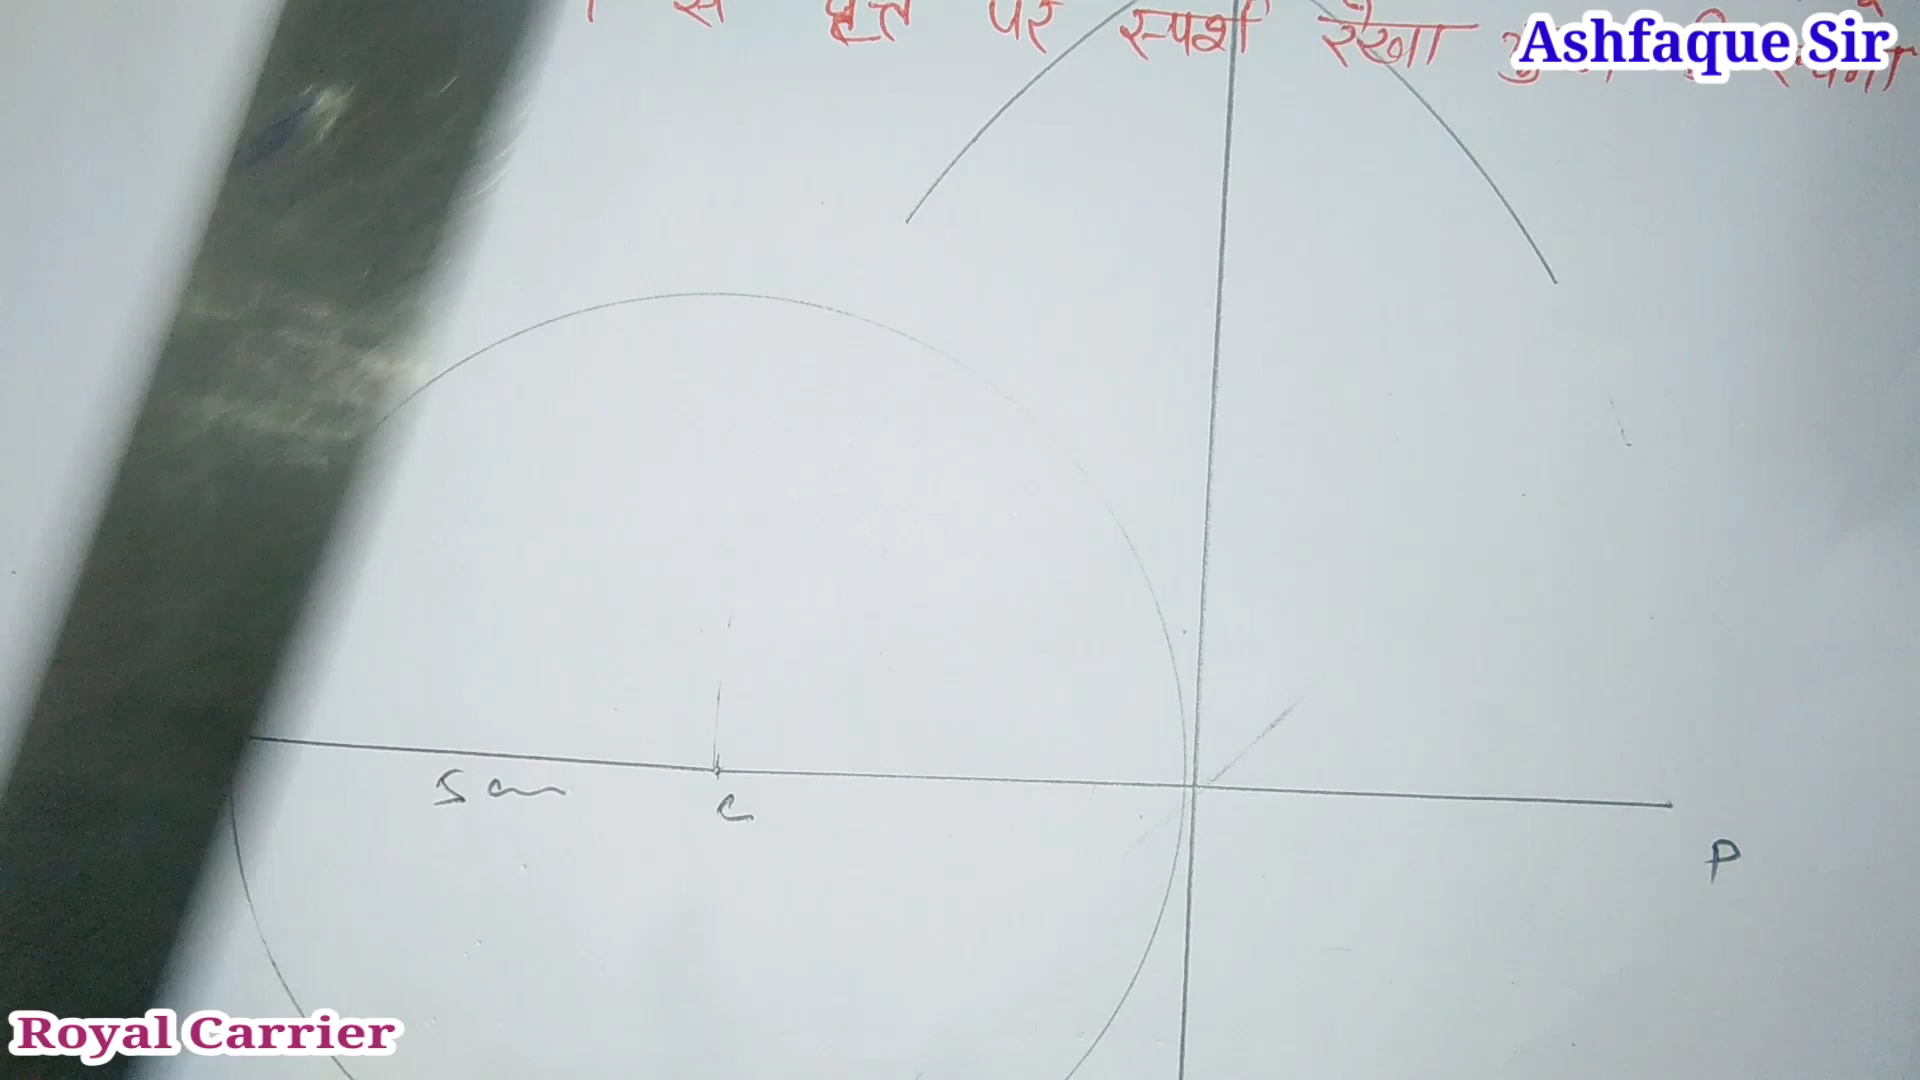 से वृत्त पर स्पर्श रेखा
Ashfaque Sir
5 cm
C
P
Royal Carrier